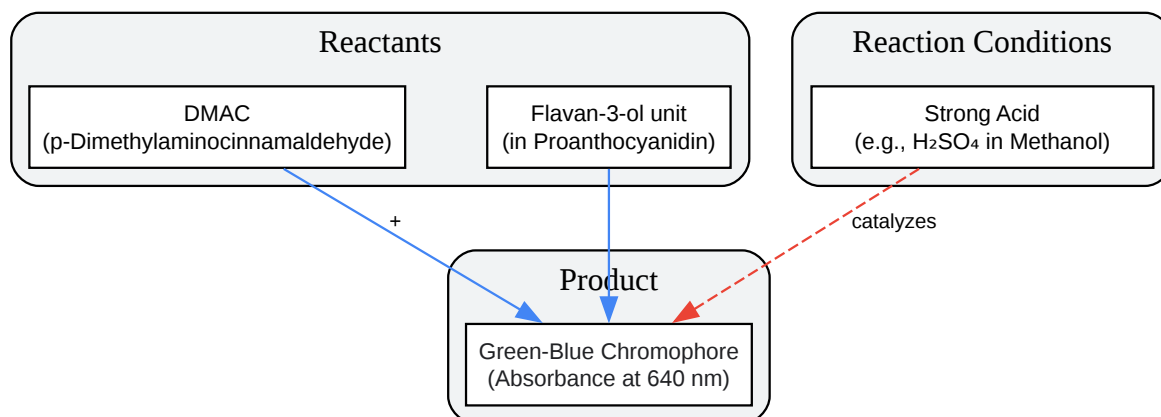 Reactants
Reaction Conditions
DMAC
(p-Dimethylaminocinnamaldehyde)
Flavan-3-ol unit
(in Proanthocyanidin)
Strong Acid
(e.g., H₂SO₄ in Methanol)
+
catalyzes
Product
Green-Blue Chromophore
(Absorbance at 640 nm)